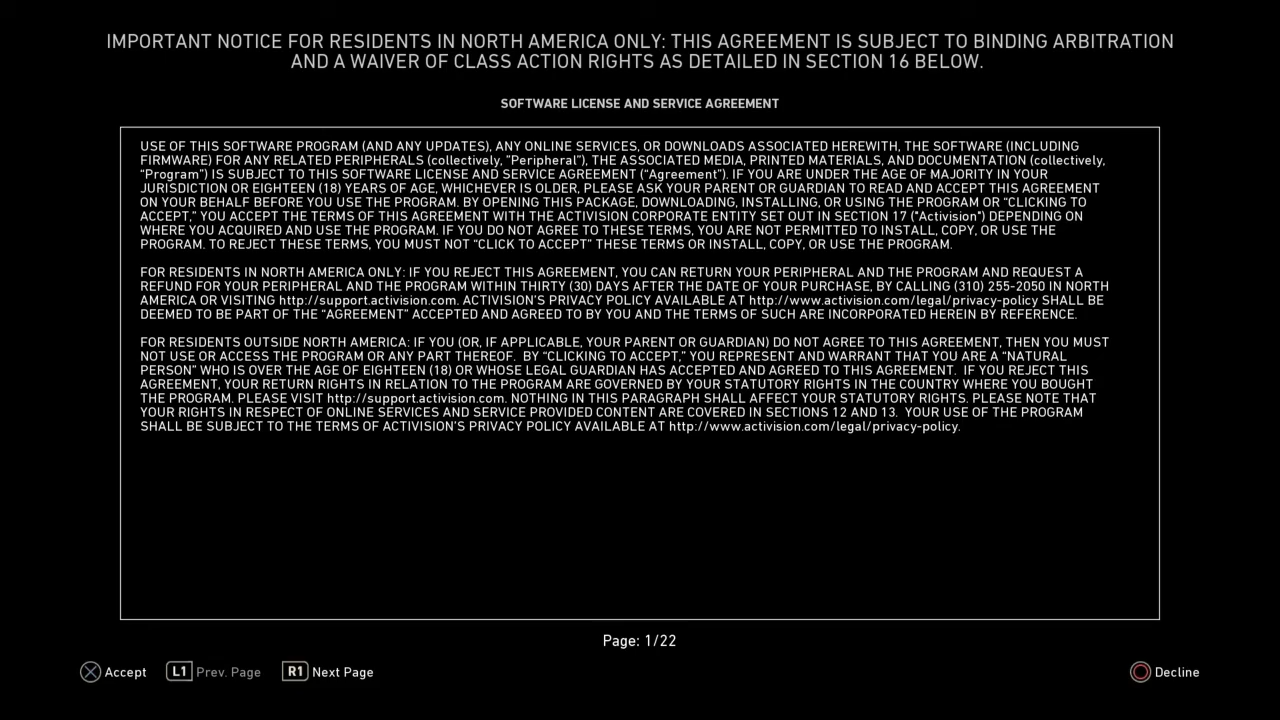 IMPORTANT NOTICE FOR RESIDENTS IN NORTH AMERICA ONLY: THIS AGREEMENT IS SUBJECT TO BINDING ARBITRATION
AND A WAIVER OF CLASS ACTION RIGHTS AS DETAILED IN SECTION 16 BELOW.
SOFTWARE LICENSE AND SERVICE AGREEMENT
USE OF THIS SOFTWARE PROGRAM (AND ANY UPDATES), ANY ONLINE SERVICES, OR DOWNLOADS ASSOCIATED HEREWITH, THE SOFTWARE (INCLUDING
FIRMWARE) FOR ANY RELATED PERIPHERALS (collectively, "Peripheral"), THE ASSOCIATED MEDIA, PRINTED MATERIALS, AND DOCUMENTATION (collectively,
"Program") IS SUBJECT TO THIS SOFTWARE LICENSE AND SERVICE AGREEMENT ("Agreement"). IF YOU ARE UNDER THE AGE OF MAJORITY IN YOUR
JURISDICTION OR EIGHTEEN (18) YEARS OF AGE, WHICHEVER IS OLDER, PLEASE ASK YOUR PARENT OR GUARDIAN TO READ AND ACCEPT THIS AGREEMENT
ON YOUR BEHALF BEFORE YOU USE THE PROGRAM. BY OPENING THIS PACKAGE, DOWNLOADING, INSTALLING, OR USING THE PROGRAM OR "CLICKING TO
ACCEPT," YOU ACCEPT THE TERMS OF THIS AGREEMENT WITH THE ACTIVISION CORPORATE ENTITY SET OUT IN SECTION 17 ("Activision") DEPENDING ON
WHERE YOU ACQUIRED AND USE THE PROGRAM. IF YOU DO NOT AGREE TO THESE TERMS, YOU ARE NOT PERMITTED TO INSTALL, COPY, OR USE THE
PROGRAM. TO REJECT THESE TERMS, YOU MUST NOT "CLICK TO ACCEPT" THESE TERMS OR INSTALL, COPY, OR USE THE PROGRAM.
FOR RESIDENTS IN NORTH AMERICA ONLY: IF YOU REJECT THIS AGREEMENT, YOU CAN RETURN YOUR PERIPHERAL AND THE PROGRAM AND REQUEST A
REFUND FOR YOUR PERIPHERAL AND THE PROGRAM WITHIN THIRTY (30) DAYS AFTER THE DATE OF YOUR PURCHASE, BY CALLING (310) 255-2050 IN NORTH
AMERICA OR VISITING http://support.activision.com. ACTIVISION'S PRIVACY POLICY AVAILABLE AT http://www.activision.com/legal/privacy-policy SHALL BE
DEEMED TO BE PART OF THE "AGREEMENT" ACCEPTED AND AGREED TO BY YOU AND THE TERMS OF SUCH ARE INCORPORATED HEREIN BY REFERENCE.
FOR RESIDENTS OUTSIDE NORTH AMERICA: IF YOU (OR, IF APPLICABLE, YOUR PARENT OR GUARDIAN) DO NOT AGREE TO THIS AGREEMENT, THEN YOU MUST
NOT USE OR ACCESS THE PROGRAM OR ANY PART THEREOF. BY "CLICKING TO ACCEPT," YOU REPRESENT AND WARRANT THAT YOU ARE A "NATURAL
PERSON" WHO IS OVER THE AGE OF EIGHTEEN (18) OR WHOSE LEGAL GUARDIAN HAS ACCEPTED AND AGREED TO THIS AGREEMENT. IF YOU REJECT THIS
AGREEMENT, YOUR RETURN RIGHTS IN RELATION TO THE PROGRAM ARE GOVERNED BY YOUR STATUTORY RIGHTS IN THE COUNTRY WHERE YOU BOUGHT
THE PROGRAM. PLEASE VISIT http://support.activision.com. NOTHING IN THIS PARAGRAPH SHALL AFFECT YOUR STATUTORY RIGHTS. PLEASE NOTE THAT
YOUR RIGHTS IN RESPECT OF ONLINE SERVICES AND SERVICE PROVIDED CONTENT ARE COVERED IN SECTIONS 12 AND 13. YOUR USE OF THE PROGRAM
SHALL BE SUBJECT TO THE TERMS OF ACTIVISION'S PRIVACY POLICY AVAILABLE AT http://www.activision.com/legal/privacy-policy.
Page: 1/22
Accept L1 Prev. Page R1 Next Page Decline